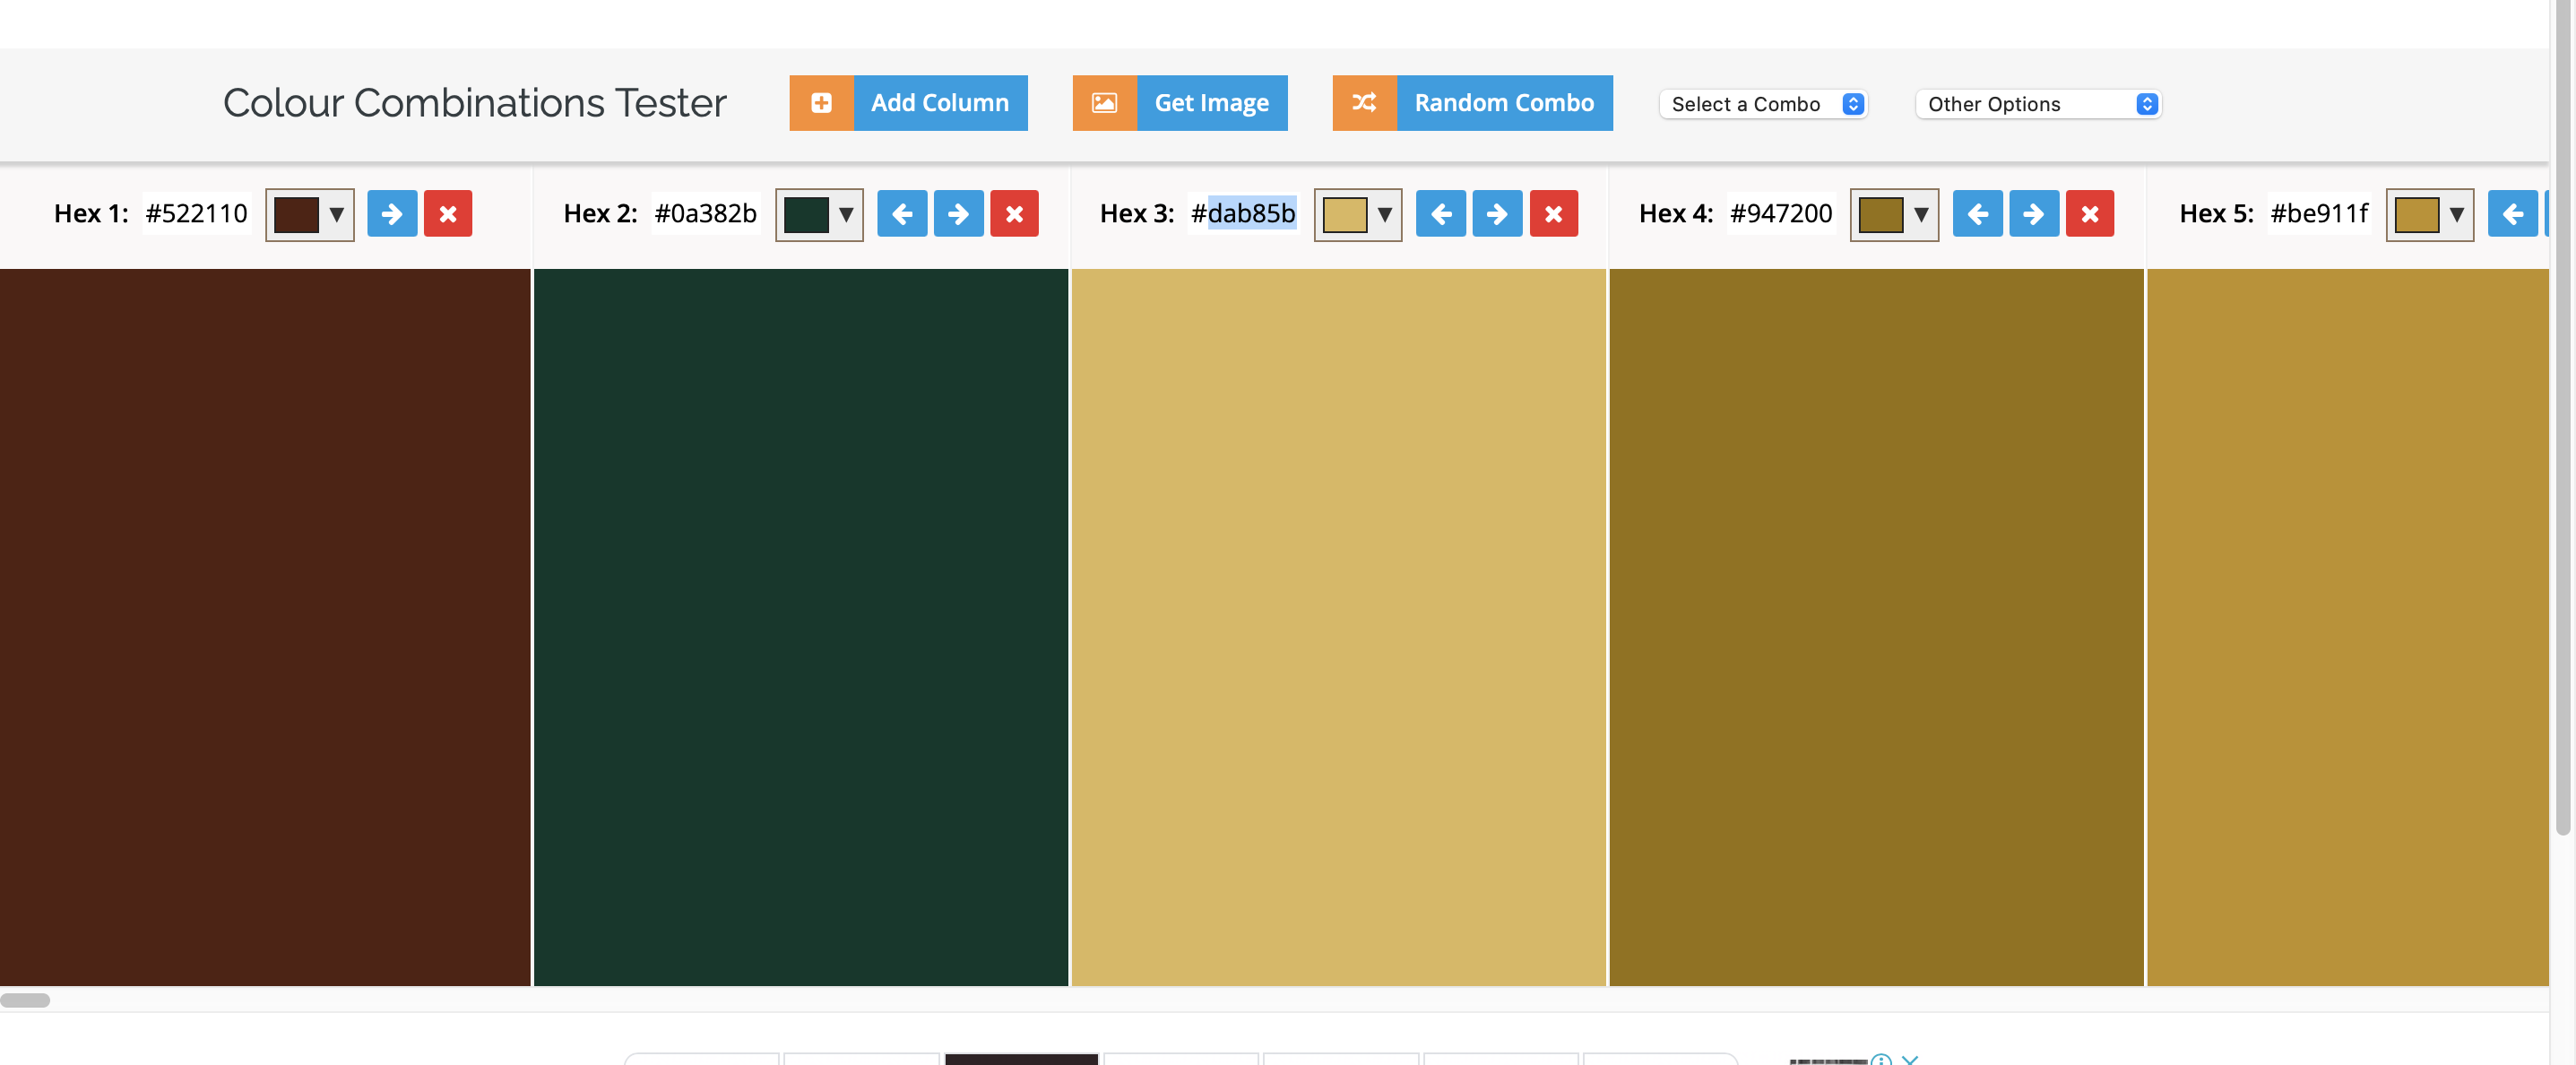 Colour Combinations Tester Add Column Get Image Random Combo Select a Combo Other Options
Hex 1: #522110 Hex 2: #0a382b Hex 3: #dab85b Hex 4: #947200 Hex 5: #be911f